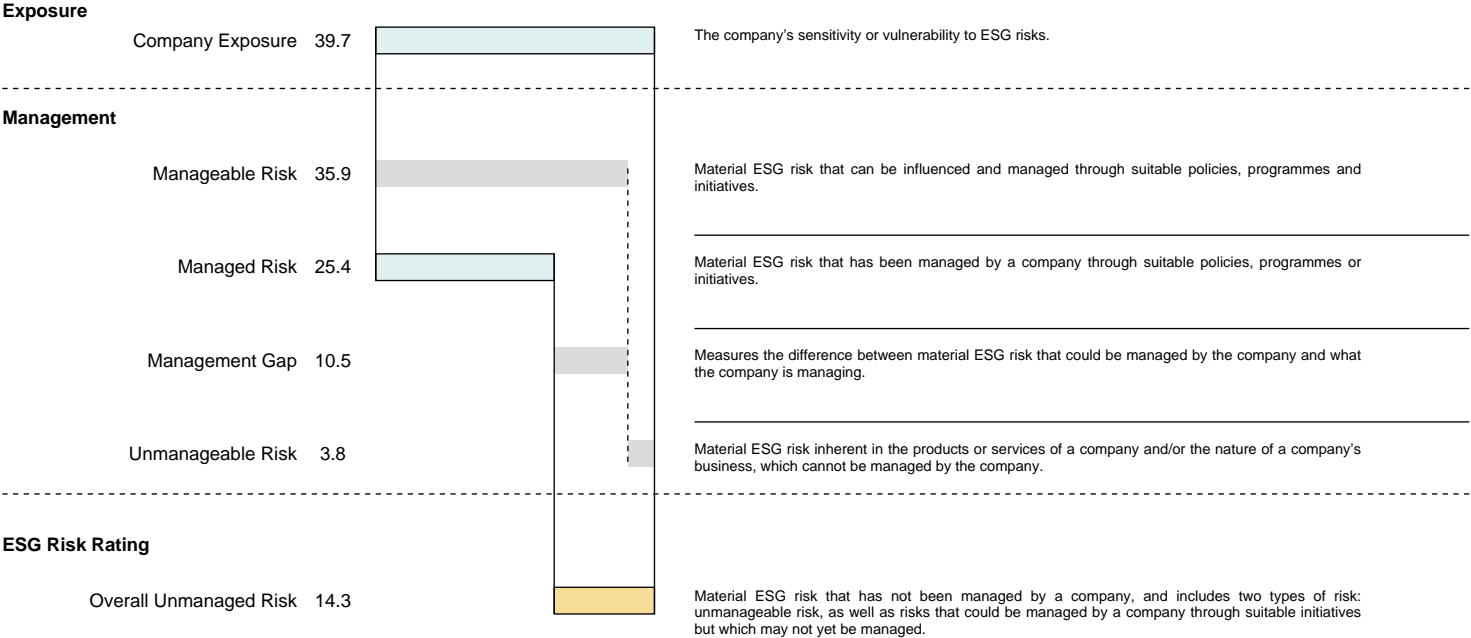 Exposure
Company Exposure 39.7
The company’s sensitivity or vulnerability to ESG risks.
Management
Manageable Risk 35.9
Material ESG risk that can be influenced and managed through suitable policies, programmes and
initiatives.
Managed Risk 25.4
Material ESG risk that has been managed by a company through suitable policies, programmes or
initiatives.
Management Gap 10.5
Measures the difference between material ESG risk that could be managed by the company and what
the company is managing.
Unmanageable Risk 3.8
Material ESG risk inherent in the products or services of a company and/or the nature of a company’s
business, which cannot be managed by the company.
ESG Risk Rating
Overall Unmanaged Risk 14.3
Material ESG risk that has not been managed by a company, and includes two types of risk:
unmanageable risk, as well as risks that could be managed by a company through suitable initiatives
but which may not yet be managed.